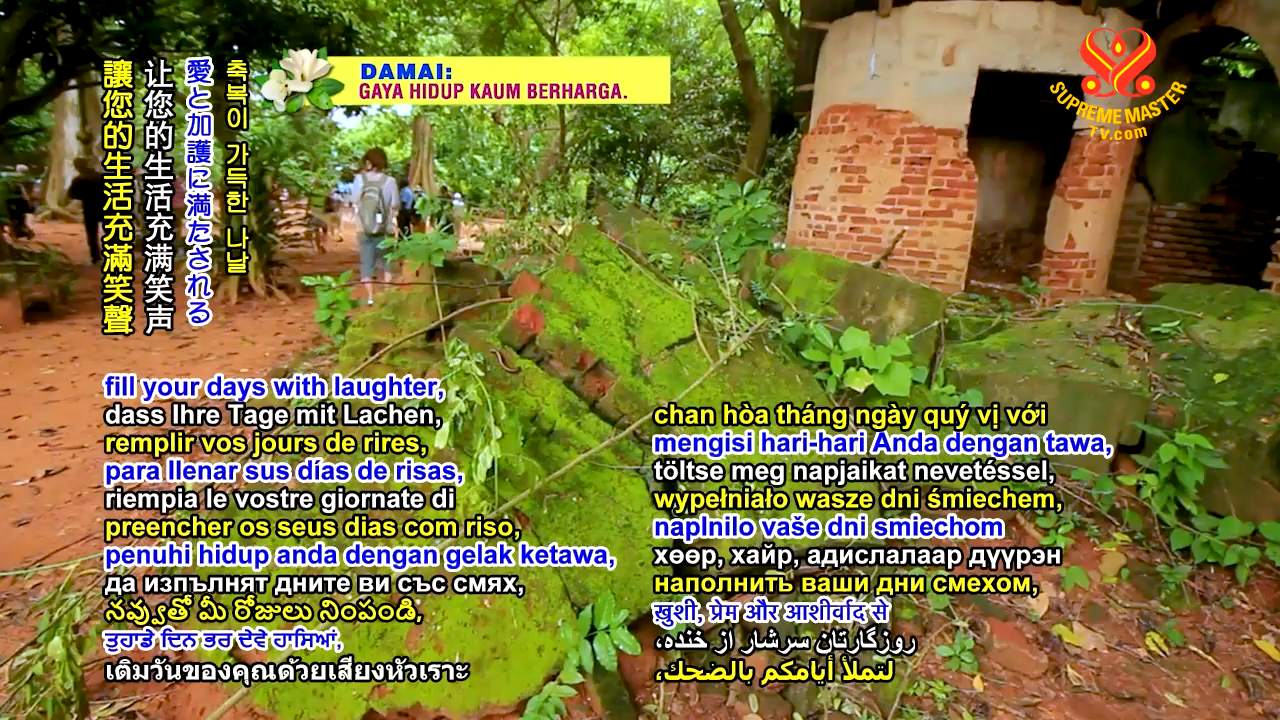 DAMAI:
GAYA HIDUP KAUM BERHARGA.
SUPREME MASTER
TV.com
讓您的生活充滿笑聲
让您的生活充满笑声
愛と加護に満たされる
축복이 가득한 나날
fill your days with laughter,
dass Ihre Tage mit Lachen,
remplir vos jours de rires,
para llenar sus días de risas,
riempia le vostre giornate di
preencher os seus dias com riso,
penuhi hidup anda dengan gelak ketawa,
да изпълнят дните ви със смях,
నవ్వుతో మీ రోజులు నింపండి,
ਤੁਹਾਡੇ ਦਿਨ ਭਰ ਦੇਵੇ ਹਾਸਿਆਂ,
เติมวันของคุณด้วยเสียงหัวเราะ
chan hòa tháng ngày quý vị với
mengisi hari-hari Anda dengan tawa,
töltse meg napjaikat nevetéssel,
wypełniało wasze dni śmiechem,
naplnilo vaše dni smiechom
хөөр, хайр, адислалаар дүүрэн
наполнить ваши дни смехом,
ख़ुशी, प्रेम और आशीर्वाद से
روزگارتان سرشار از خنده،
لتملأ أيامكم بالضحك،